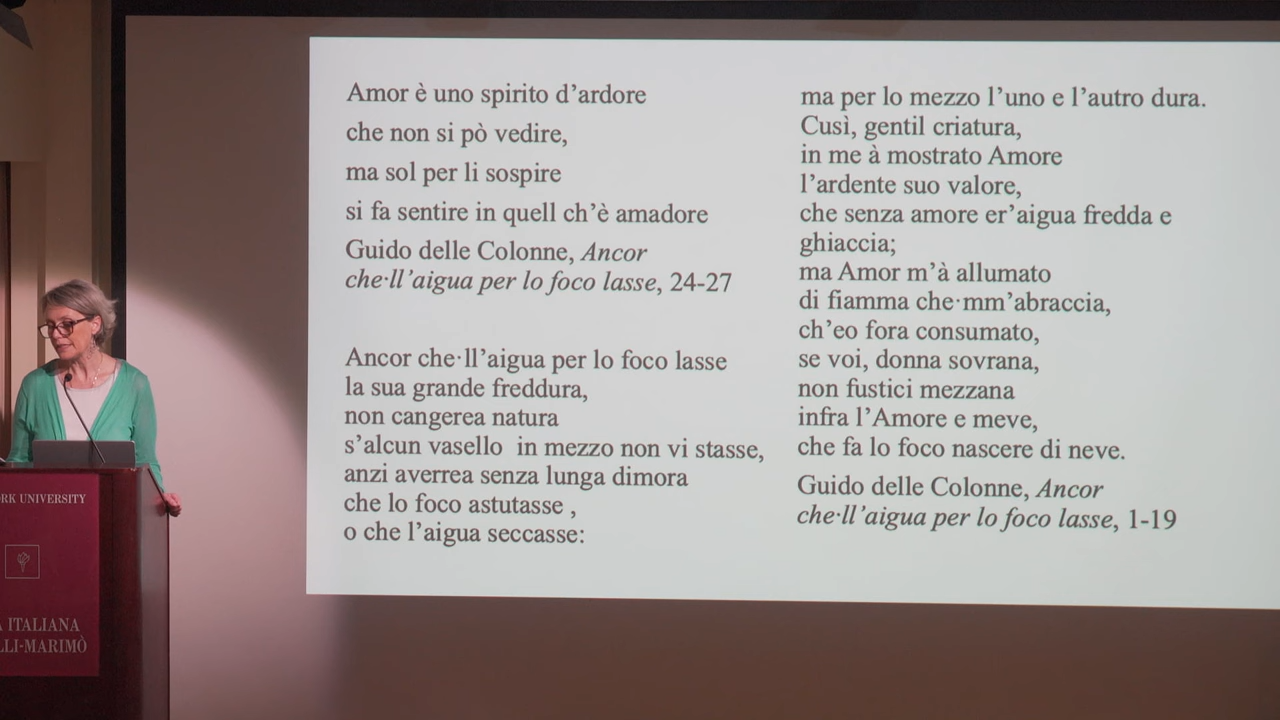 Amor è uno spirito d’ardore
che non si pò vedire,
ma sol per li sospire
si fa sentire in quell ch’è amadore
Guido delle Colonne, Ancor
che·ll’aigua per lo foco lasse, 24-27
Ancor che·ll’aigua per lo foco lasse
la sua grande freddura,
non cangerea natura
s’alcun vasello  in mezzo non vi stasse,
anzi averrea senza lunga dimora
che lo foco astutasse ,
o che l’aigua seccasse:
ma per lo mezzo l’uno e l’autro dura.
Cusì, gentil criatura,
in me à mostrato Amore
l’ardente suo valore,
che senza amore er’aigua fredda e
ghiaccia;
ma Amor m’à allumato
di fiamma che·mm’abraccia,
ch’eo fora consumato,
se voi, donna sovrana,
non fustici mezzana
infra l’Amore e meve,
che fa lo foco nascere di neve.
Guido delle Colonne, Ancor
che·ll’aigua per lo foco lasse, 1-19
RK UNIVERSITY
A ITALIANA
LLI-MARIMÒ